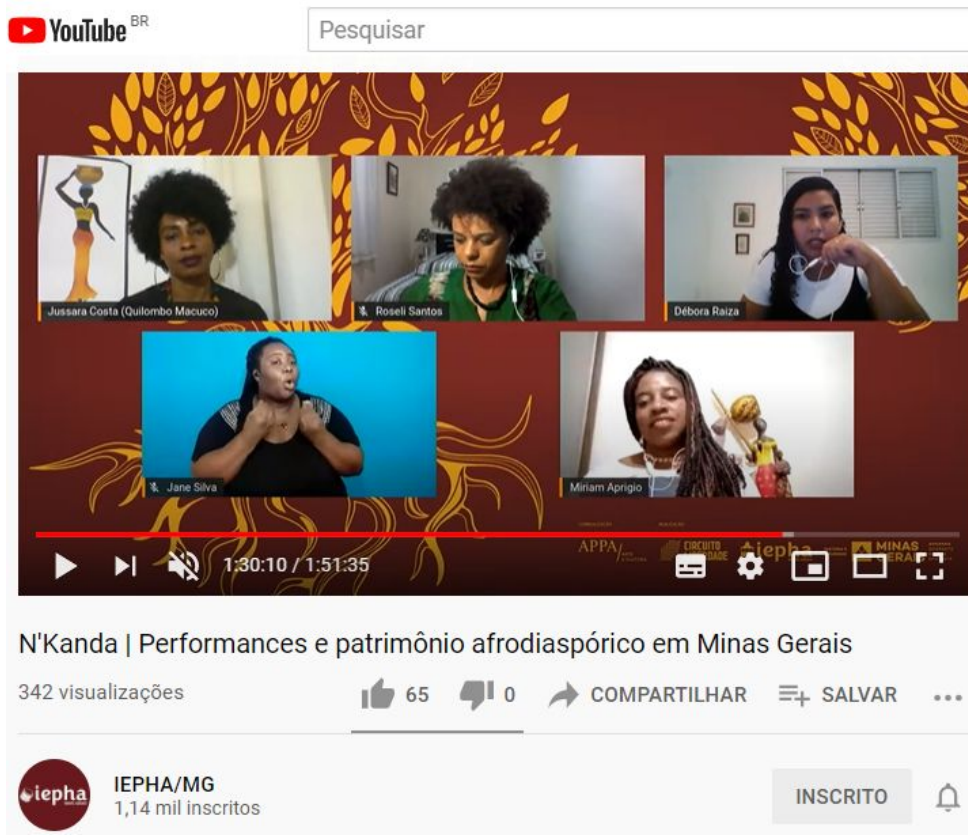 YouTube BR
Pesquisar
Jussara Costa (Quilombo Macuco)
Roseli Santos
Débora Raiza
Jane Silva
Miriam Aprigio
APPA/
CIRCUITO
iepha
MINAS
GERAIS
1:30:10 / 1:51:35
N'Kanda | Performances e patrimônio afrodiaspórico em Minas Gerais
342 visualizações
65
0
COMPARTILHAR
SALVAR
iepha
IEPHA/MG
1,14 mil inscritos
INSCRITO